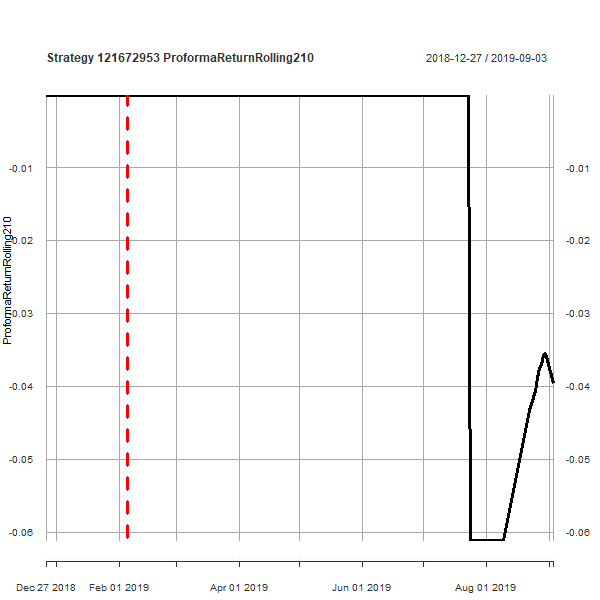 Strategy 121672953 ProformaReturnRolling210
2018-12-27 / 2019-09-03
ProformaReturnRolling210
-0.01
-0.02
-0.03
-0.04
-0.05
-0.06
-0.01
-0.02
-0.03
-0.04
-0.05
-0.06
Dec 27 2018
Feb 01 2019
Apr 01 2019
Jun 01 2019
Aug 01 2019